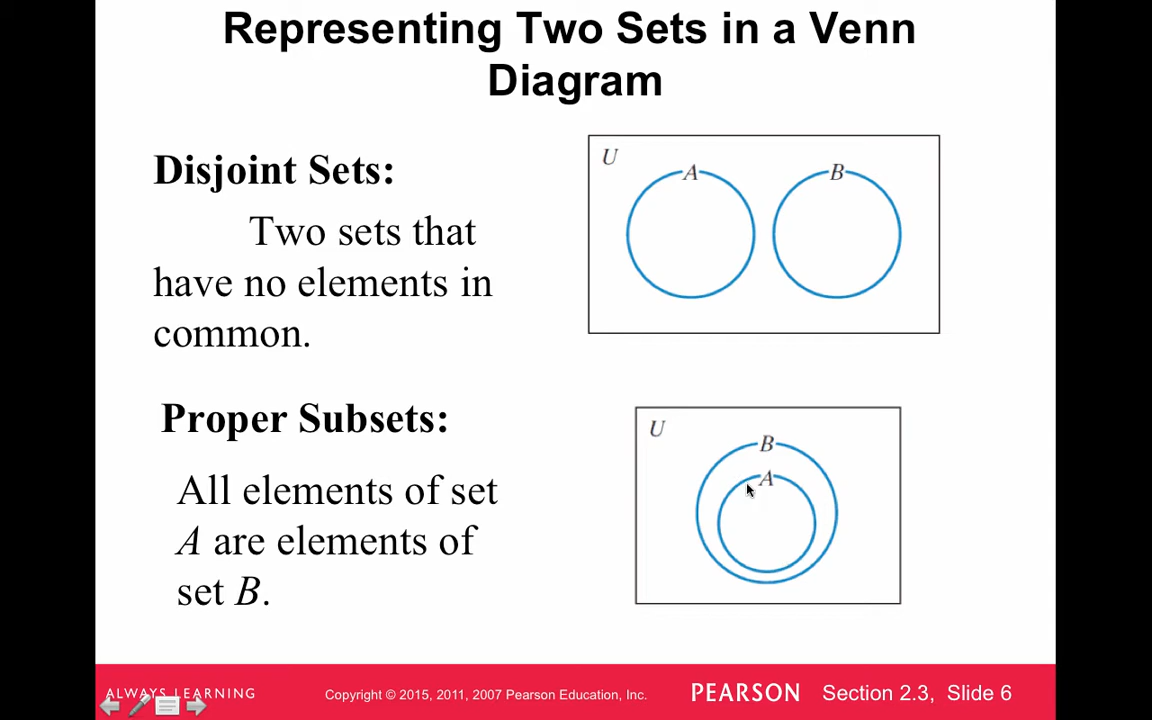 Representing Two Sets in a Venn
Diagram
Disjoint Sets:
Two sets that
have no elements in
common.
U
A
B
Proper Subsets:
All elements of set
A are elements of
set B.
U
B
A
ALWAYS LEARNING
Copyright © 2015, 2011, 2007 Pearson Education, Inc.
PEARSON
Section 2.3, Slide 6